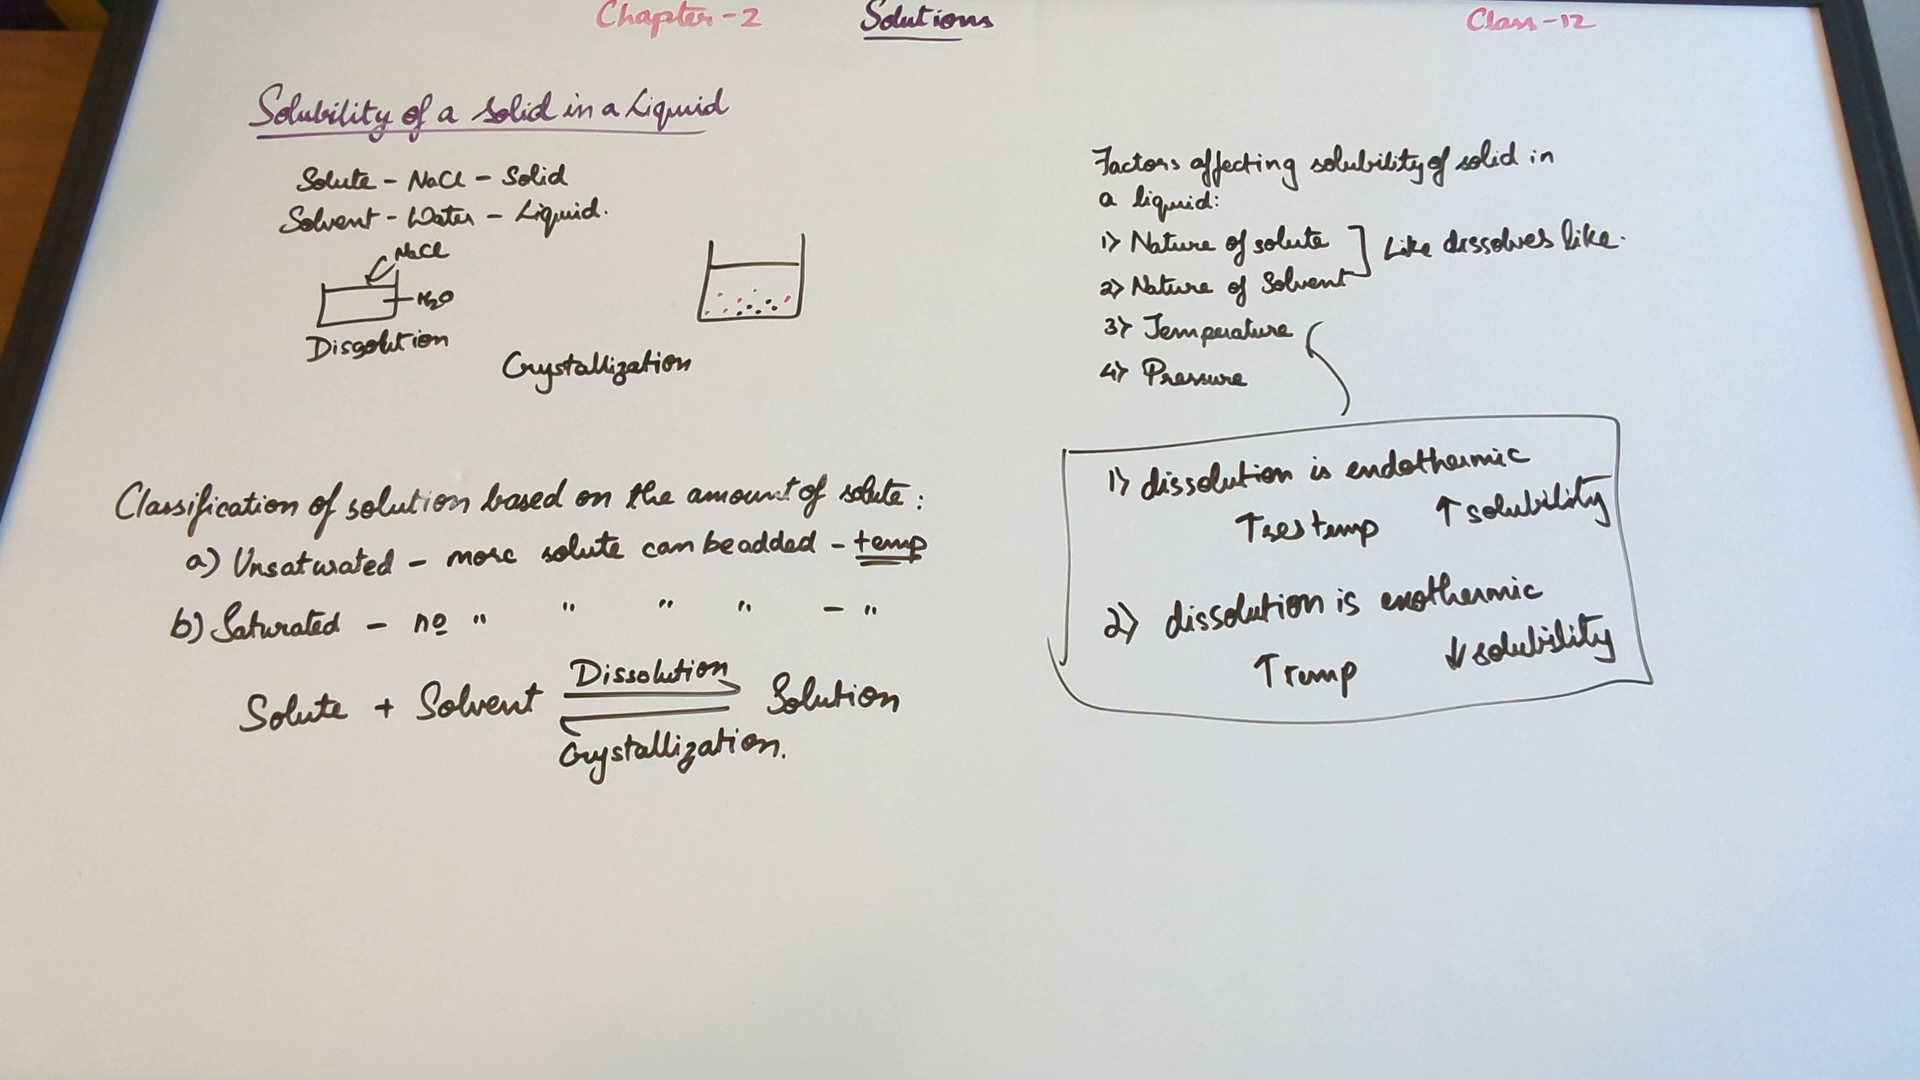 Chapter-2
Solutions
Class-12
Solubility of a solid in a Liquid
Solute - NaCl - Solid
Solvent - Water - Liquid.
NaCl
H₂O
Dissolution
Crystallization
Classification of solution based on the amount of solute:
a) Unsaturated - more solute can be added - temp
b) Saturated - no " " " " - "
Solute + Solvent ⇌ Solution
Dissolution
Crystallization.
Factors affecting solubility of solid in
a liquid:
1) Nature of solute
2) Nature of Solvent
Like dissolves like.
3) Temperature
4) Pressure
1) dissolution is endothermic
↑ses temp ↑ solubility
2) dissolution is exothermic
↑ temp ↓ solubility